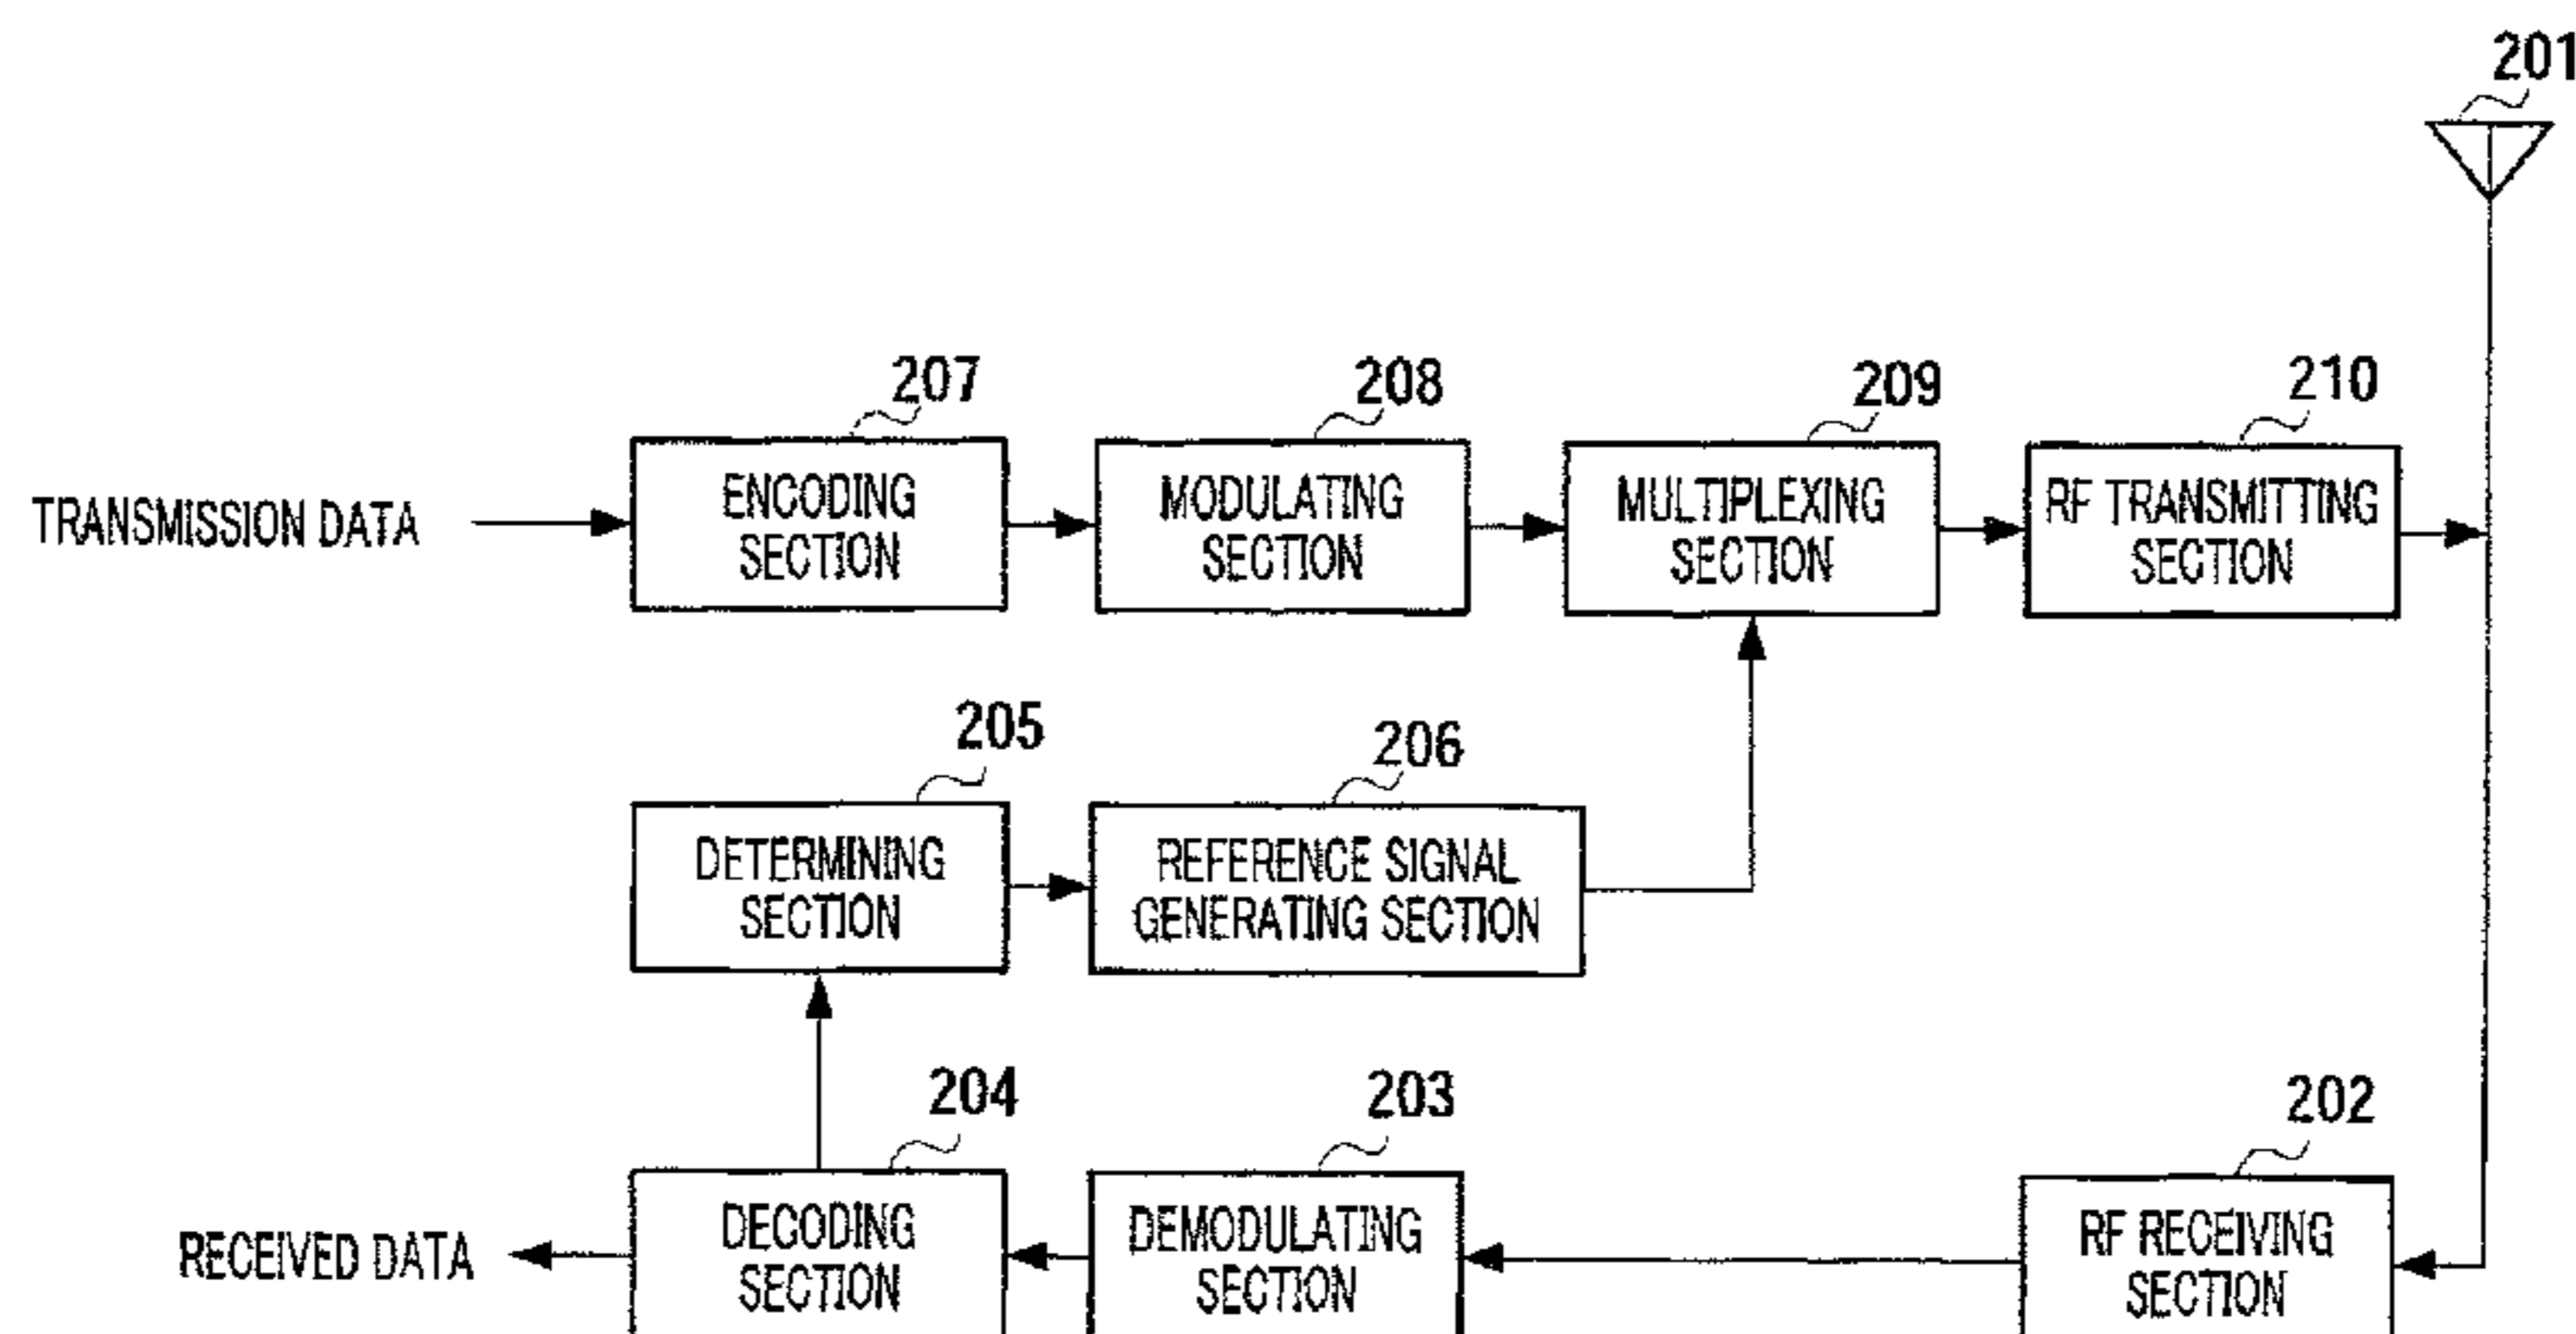 201
207
208
209
210
TRANSMISSION DATA
ENCODING
SECTION
MODULATING
SECTION
MULTIPLEXING
SECTION
RF TRANSMITTING
SECTION
205
206
DETERMINING
SECTION
REFERENCE SIGNAL
GENERATING SECTION
204
203
202
RECEIVED DATA
DECODING
SECTION
DEMODULATING
SECTION
RF RECEIVING
SECTION